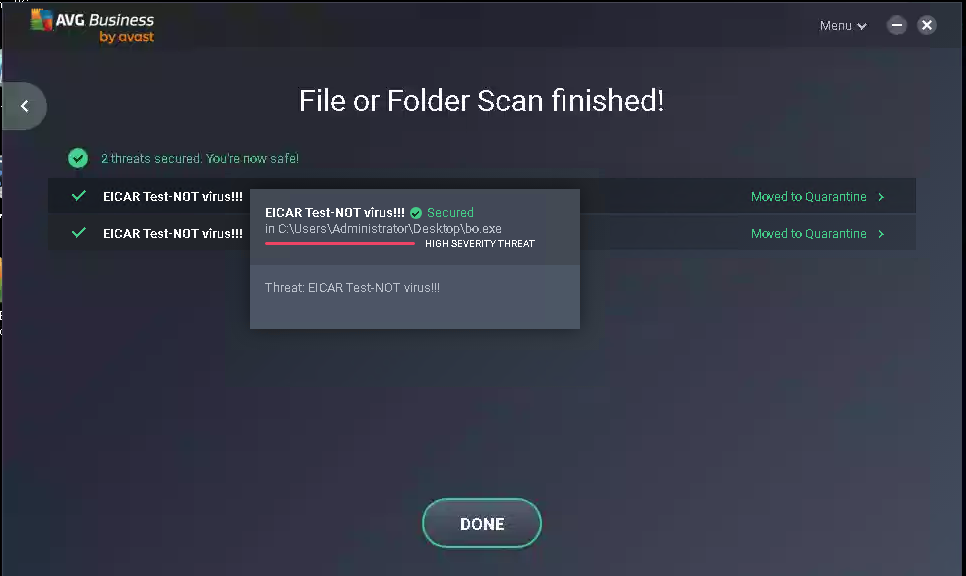 AVG Business
by avast
Menu
File or Folder Scan finished!
2 threats secured. You're now safe!
EICAR Test-NOT virus!!!
Moved to Quarantine
EICAR Test-NOT virus!!! Secured
in C:\Users\Administrator\Desktop\bo.exe
HIGH SEVERITY THREAT
Threat: EICAR Test-NOT virus!!!
EICAR Test-NOT virus!!!
Moved to Quarantine
DONE